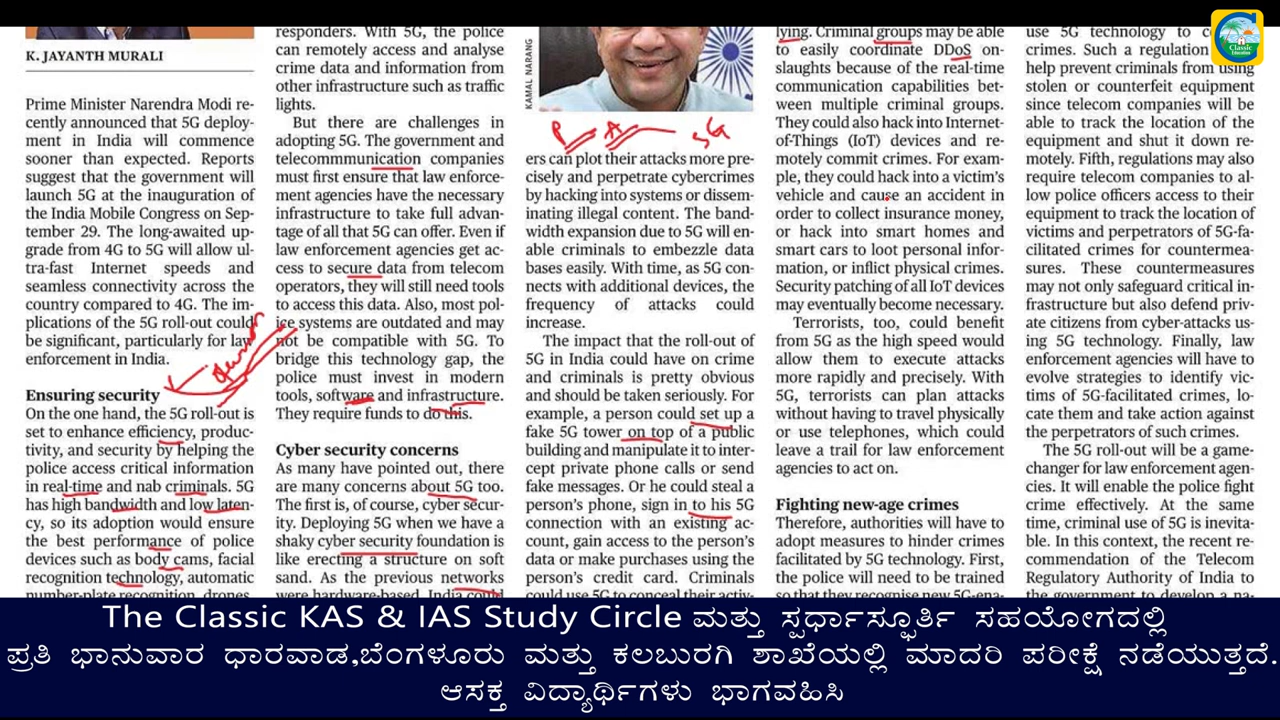 K. JAYANTH MURALI
Prime Minister Narendra Modi re-
cently announced that 5G deploy-
ment in India will commence
sooner than expected. Reports
suggest that the government will
launch 5G at the inauguration of
the India Mobile Congress on Sep-
tember 29. The long-awaited up-
grade from 4G to 5G will allow ul-
tra-fast Internet speeds and
seamless connectivity across the
country compared to 4G. The im-
plications of the 5G roll-out could
be significant, particularly for law
enforcement in India.
Ensuring security
On the one hand, the 5G roll-out is
set to enhance efficiency, produc-
tivity, and security by helping the
police access critical information
in real-time and nab criminals. 5G
has high bandwidth and low laten-
cy, so its adoption would ensure
the best performance of police
devices such as body cams, facial
recognition technology, automatic
number-plate recognition, drones,
responders. With 5G, the police
can remotely access and analyse
crime data and information from
other infrastructure such as traffic
lights.
But there are challenges in
adopting 5G. The government and
telecommmunication companies
must first ensure that law enforce-
ment agencies have the necessary
infrastructure to take full advan-
tage of all that 5G can offer. Even if
law enforcement agencies get ac-
cess to secure data from telecom
operators, they will still need tools
to access this data. Also, most pol-
ice systems are outdated and may
not be compatible with 5G. To
bridge this technology gap, the
police must invest in modern
tools, software and infrastructure.
They require funds to do this.
Cyber security concerns
As many have pointed out, there
are many concerns about 5G too.
The first is, of course, cyber secur-
ity. Deploying 5G when we have a
shaky cyber security foundation is
like erecting a structure on soft
sand. As the previous networks
were hardware-based, India could
KAMAL NARANG
5G
ers can plot their attacks more pre-
cisely and perpetrate cybercrimes
by hacking into systems or dissem-
inating illegal content. The band-
width expansion due to 5G will en-
able criminals to embezzle data
bases easily. With time, as 5G con-
nects with additional devices, the
frequency of attacks could
increase.
The impact that the roll-out of
5G in India could have on crime
and criminals is pretty obvious
and should be taken seriously. For
example, a person could set up a
fake 5G tower on top of a public
building and manipulate it to inter-
cept private phone calls or send
fake messages. Or he could steal a
person's phone, sign in to his 5G
connection with an existing ac-
count, gain access to the person's
data or make purchases using the
person's credit card. Criminals
could use 5G to conceal their activ-
lying. Criminal groups may be able
to easily coordinate DDoS on-
slaughts because of the real-time
communication capabilities bet-
ween multiple criminal groups.
They could also hack into Internet-
of-Things (IoT) devices and re-
motely commit crimes. For exam-
ple, they could hack into a victim's
vehicle and cause an accident in
order to collect insurance money,
or hack into smart homes and
smart cars to loot personal infor-
mation, or inflict physical crimes.
Security patching of all IoT devices
may eventually become necessary.
Terrorists, too, could benefit
from 5G as the high speed would
allow them to execute attacks
more rapidly and precisely. With
5G, terrorists can plan attacks
without having to travel physically
or use telephones, which could
leave a trail for law enforcement
agencies to act on.
Fighting new-age crimes
Therefore, authorities will have to
adopt measures to hinder crimes
facilitated by 5G technology. First,
the police will need to be trained
so that they recognise new 5G-ena-
use 5G technology to
crimes. Such a regulation
help prevent criminals from using
stolen or counterfeit equipment
since telecom companies will be
able to track the location of the
equipment and shut it down re-
motely. Fifth, regulations may also
require telecom companies to al-
low police officers access to their
equipment to track the location of
victims and perpetrators of 5G-fa-
cilitated crimes for countermea-
sures. These countermeasures
may not only safeguard critical in-
frastructure but also defend priv-
ate citizens from cyber-attacks us-
ing 5G technology. Finally, law
enforcement agencies will have to
evolve strategies to identify vic-
tims of 5G-facilitated crimes, lo-
cate them and take action against
the perpetrators of such crimes.
The 5G roll-out will be a game-
changer for law enforcement agen-
cies. It will enable the police fight
crime effectively. At the same
time, criminal use of 5G is inevita-
ble. In this context, the recent re-
commendation of the Telecom
Regulatory Authority of India to
the government to develop a na-
Classic
Education
The Classic KAS & IAS Study Circle ಮತ್ತು ಸ್ಪರ್ಧಾಸ್ಫೂರ್ತಿ ಸಹಯೋಗದಲ್ಲಿ
ಪ್ರತಿ ಭಾನುವಾರ ಧಾರವಾಡ,ಬೆಂಗಳೂರು ಮತ್ತು ಕಲಬುರಗಿ ಶಾಖೆಯಲ್ಲಿ ಮಾದರಿ ಪರೀಕ್ಷೆ ನಡೆಯುತ್ತದೆ.
ಆಸಕ್ತ ವಿದ್ಯಾರ್ಥಿಗಳು ಭಾಗವಹಿಸಿ